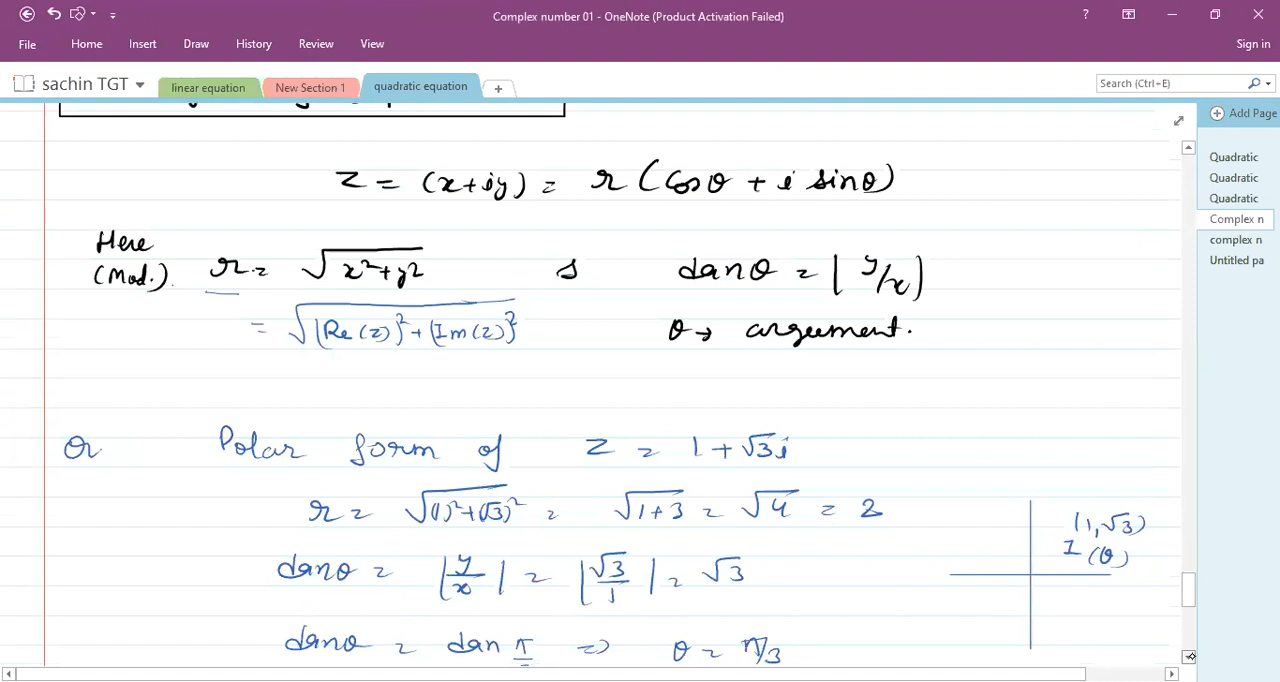 Complex number 01 - OneNote (Product Activation Failed)
File Home Insert Draw History Review View Sign in
sachin TGT linear equation New Section 1 quadratic equation + Search (Ctrl+E)
Add Page
Quadratic
Quadratic
Quadratic
Complex n
complex n
Untitled pa
z = (x+iy) = r (cosθ + i sinθ)
Here
(Mod.) r = √x²+y² & tanθ = |y/x|
= √(Re(z))²+(Im(z))² θ → arguement.
Or Polar form of z = 1 + √3i
r = √(1)²+(√3)² = √1+3 = √4 = 2
(1,√3)
I (θ)
tanθ = |y/x| = |√3/1| = √3
tanθ = tan π ⇒ θ = π/3